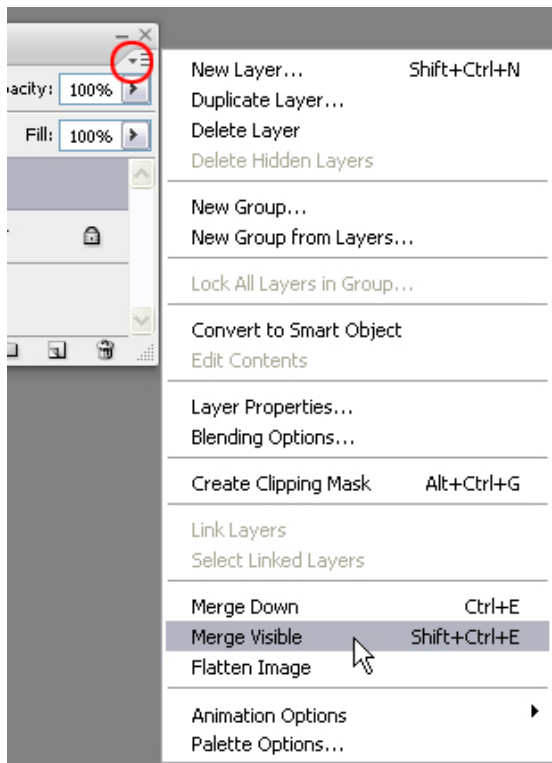 acity: 100%
Fill: 100%
New Layer... Shift+Ctrl+N
Duplicate Layer...
Delete Layer
Delete Hidden Layers
New Group...
New Group from Layers...
Lock All Layers in Group...
Convert to Smart Object
Edit Contents
Layer Properties...
Blending Options...
Create Clipping Mask Alt+Ctrl+G
Link Layers
Select Linked Layers
Merge Down Ctrl+E
Merge Visible Shift+Ctrl+E
Flatten Image
Animation Options
Palette Options...